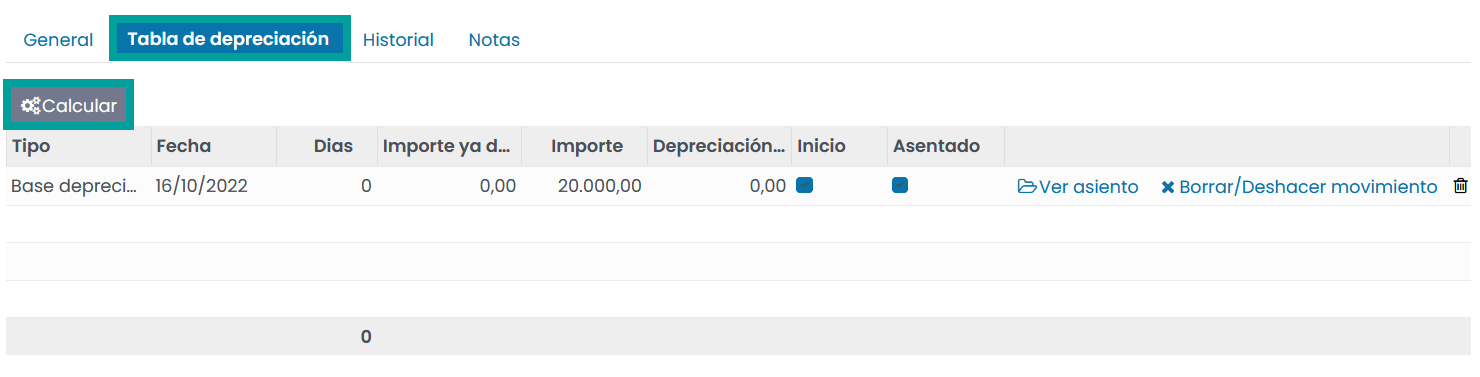 General Tabla de depreciación Historial Notas
Calcular
Tipo Fecha Dias Importe ya d... Importe Depreciación... Inicio Asentado
Base depreci... 16/10/2022 0 0,00 20.000,00 0,00 Ver asiento Borrar/Deshacer movimiento
0